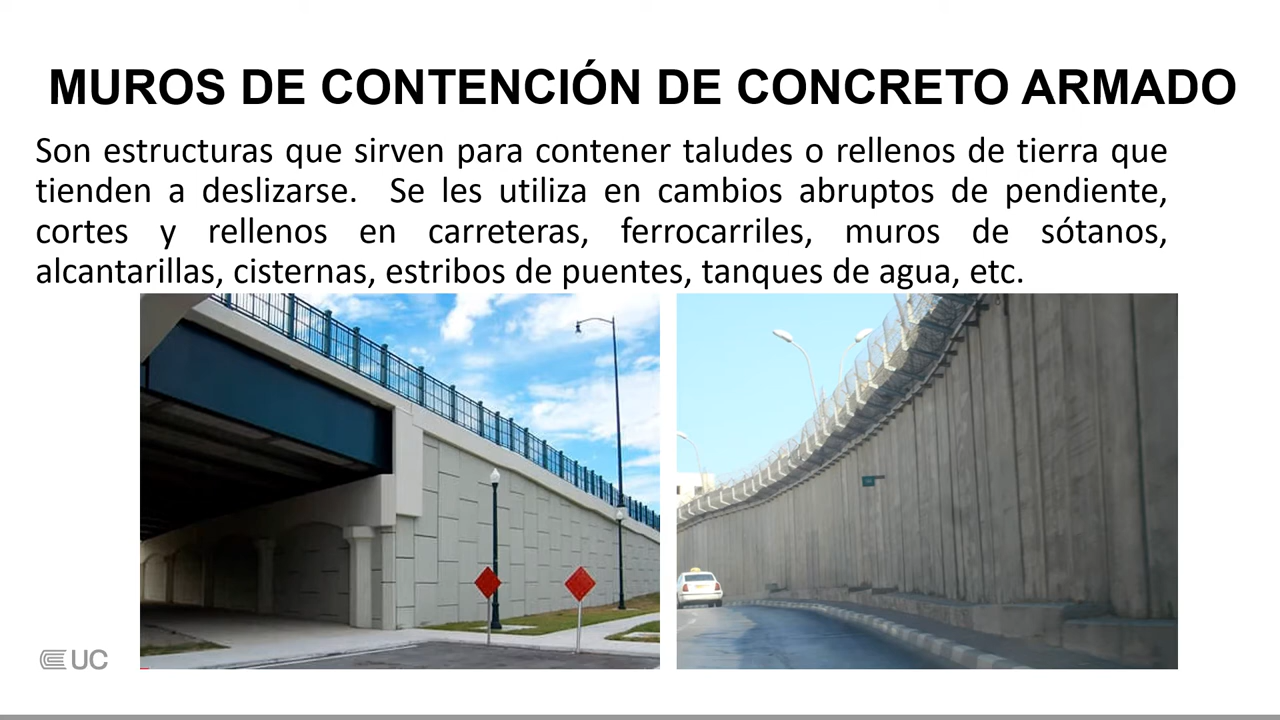 MUROS DE CONTENCIÓN DE CONCRETO ARMADO
Son estructuras que sirven para contener taludes o rellenos de tierra que
tienden a deslizarse. Se les utiliza en cambios abruptos de pendiente,
cortes y rellenos en carreteras, ferrocarriles, muros de sótanos,
alcantarillas, cisternas, estribos de puentes, tanques de agua, etc.
UC